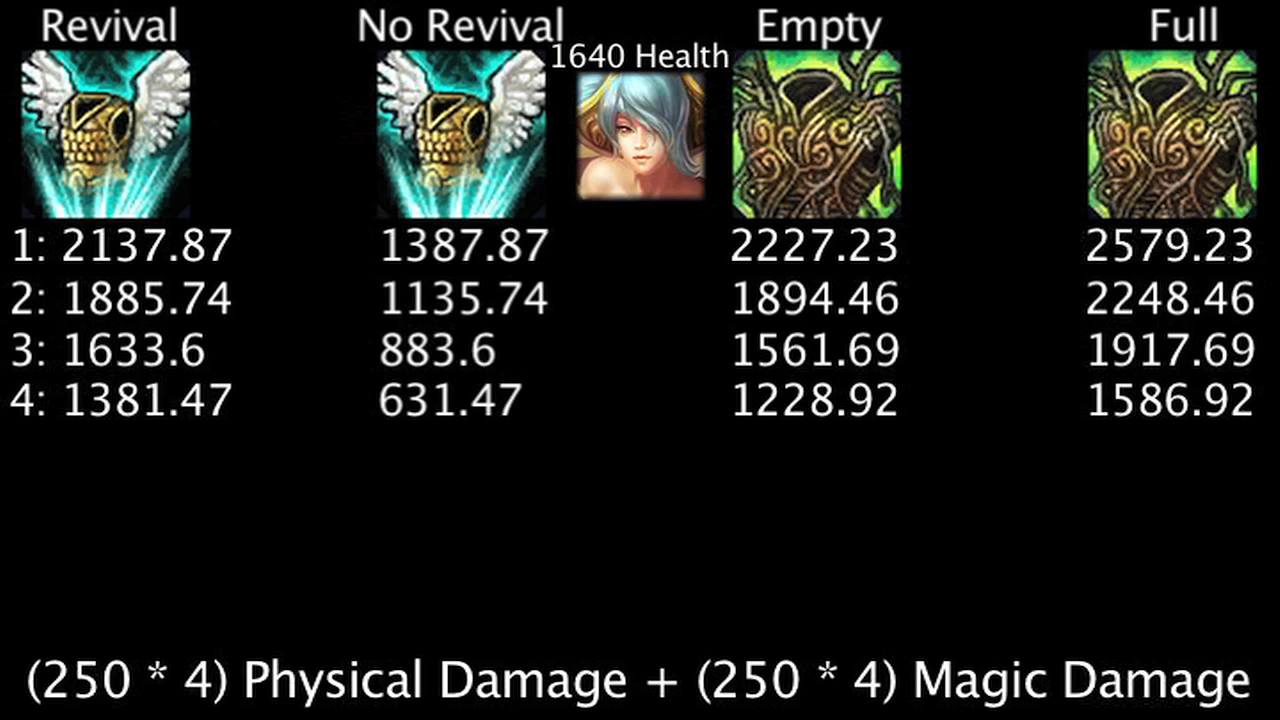 Revival No Revival Empty Full
1640 Health
1: 2137.87 1387.87 2227.23 2579.23
2: 1885.74 1135.74 1894.46 2248.46
3: 1633.6 883.6 1561.69 1917.69
4: 1381.47 631.47 1228.92 1586.92
(250 * 4) Physical Damage + (250 * 4) Magic Damage